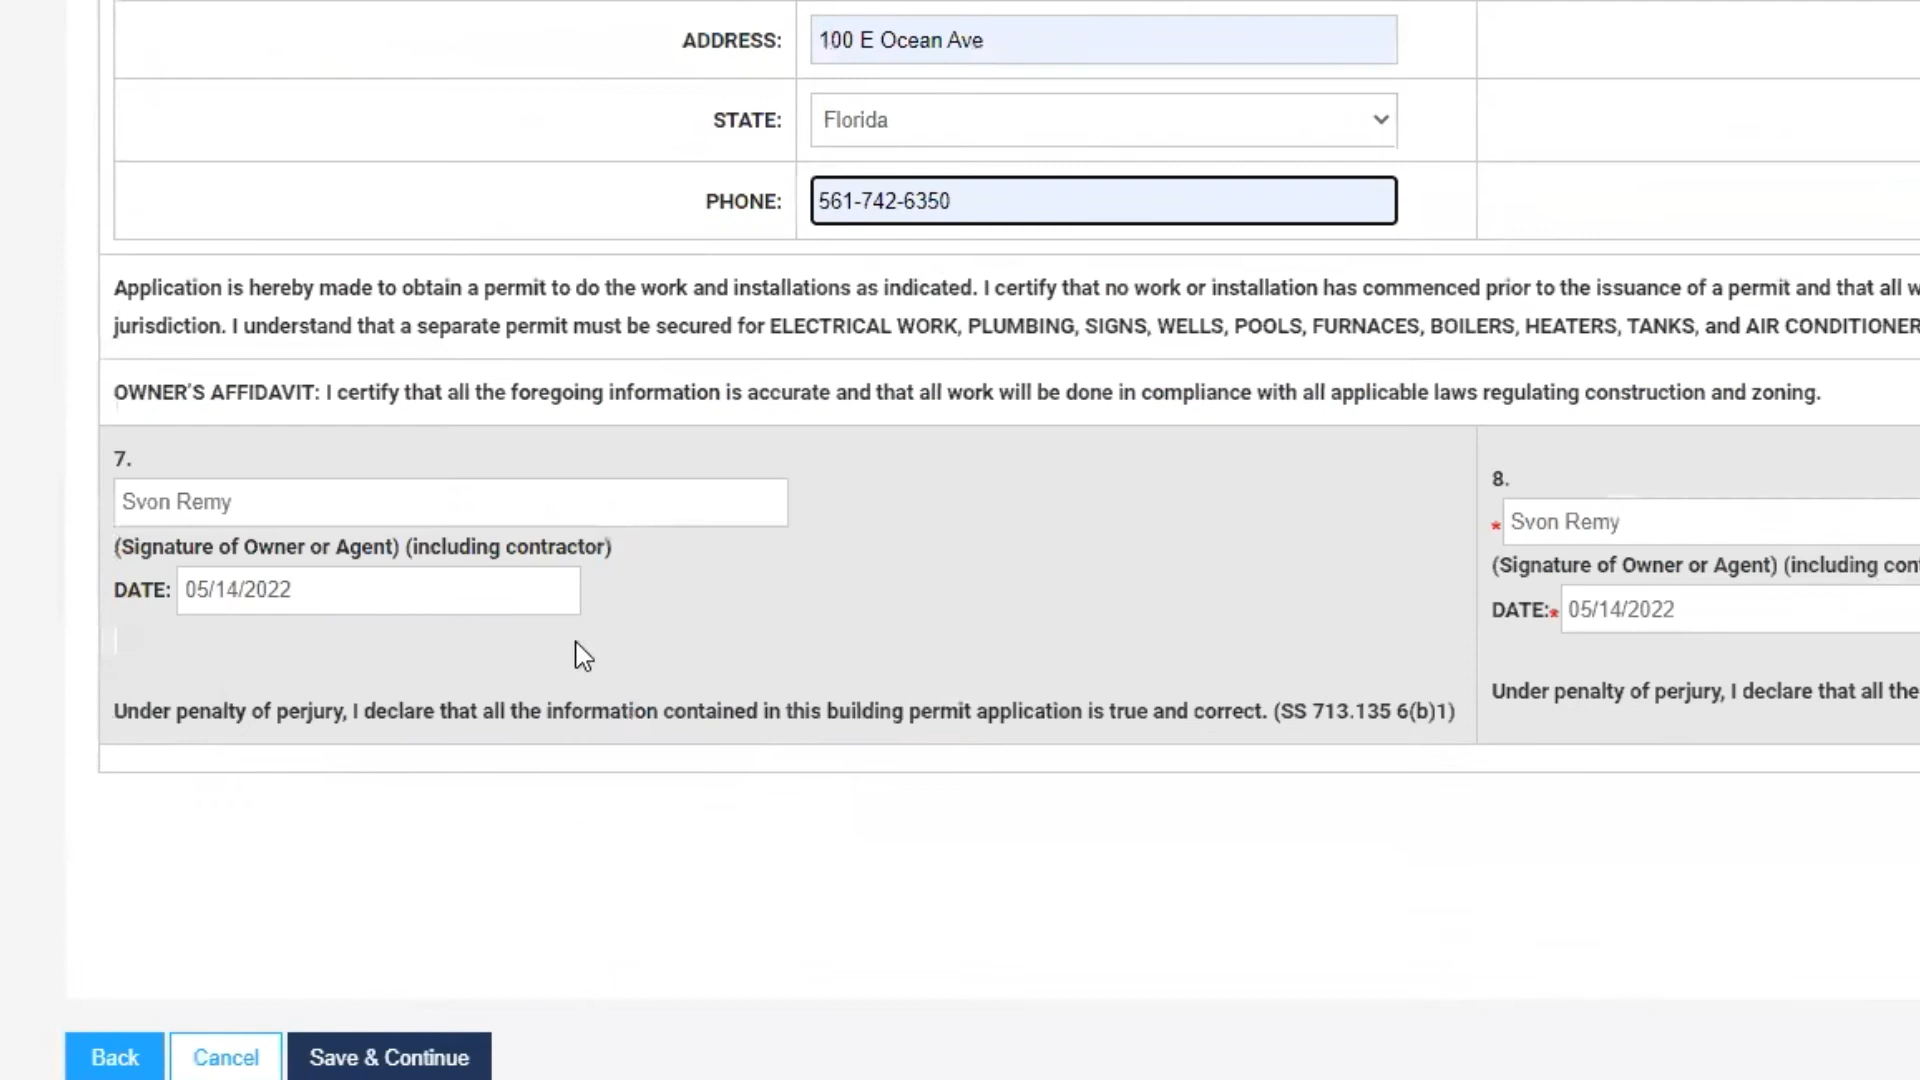 ADDRESS: 100 E Ocean Ave
STATE: Florida
PHONE: 561-742-6350
Application is hereby made to obtain a permit to do the work and installations as indicated. I certify that no work or installation has commenced prior to the issuance of a permit and that all w
jurisdiction. I understand that a separate permit must be secured for ELECTRICAL WORK, PLUMBING, SIGNS, WELLS, POOLS, FURNACES, BOILERS, HEATERS, TANKS, and AIR CONDITIONER
OWNER'S AFFIDAVIT: I certify that all the foregoing information is accurate and that all work will be done in compliance with all applicable laws regulating construction and zoning.
7.
Svon Remy
(Signature of Owner or Agent) (including contractor)
DATE: 05/14/2022
Under penalty of perjury, I declare that all the information contained in this building permit application is true and correct. (SS 713.135 6(b)1)
8.
* Svon Remy
(Signature of Owner or Agent) (including con
DATE:* 05/14/2022
Under penalty of perjury, I declare that all the
Back Cancel Save & Continue